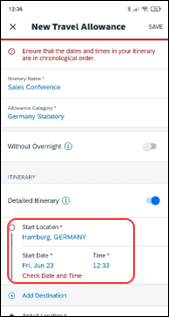 12:36
New Travel Allowance
SAVE
Ensure that the dates and times in your itinerary
are in chronological order.
Itinerary Name *
Sales Conference
Allowance Category *
Germany Statutory
Without Overnight
ITINERARY
Detailed Itinerary
Start Location *
Hamburg, GERMANY
Start Date *
Time *
Fri, Jun 23
12:33
Check Date and Time
Add Destination